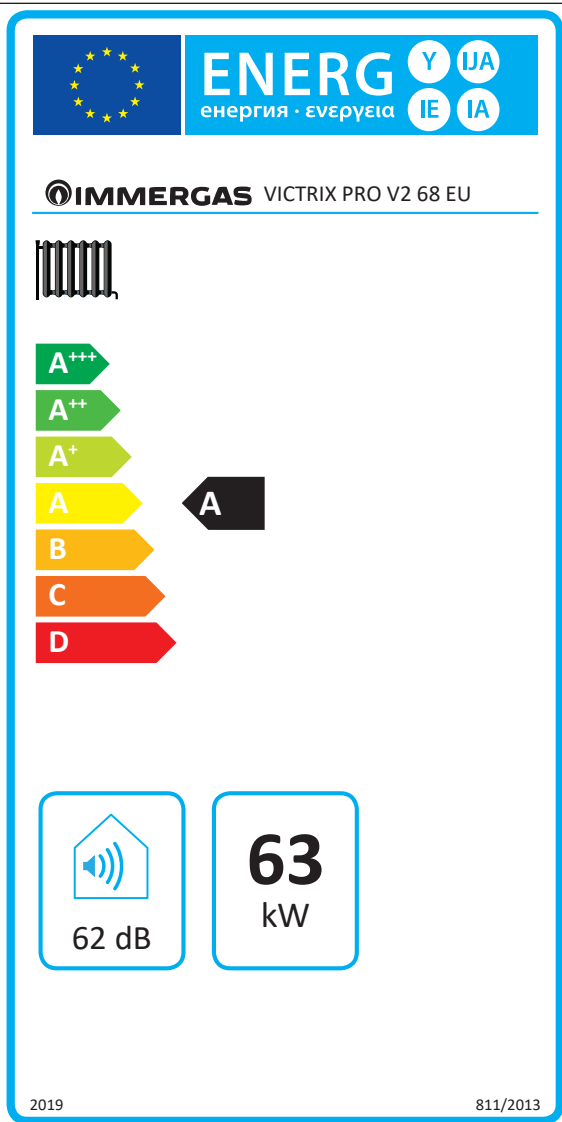 ENERG Y IJA
енергия · ενεργεια IE IA
IMMERGAS VICTRIX PRO V2 68 EU
A+++
A++
A+
A A
B
C
D
62 dB
63
kW
2019 811/2013